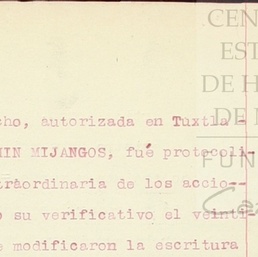 CEN
EST
DE H
DE
FUN
cho, autorizada en Tuxtla -
MIN MIJANGOS, fué protocoli-
traordinaria de los accio--
o su verificativo el veinti-
e modificaron la escritura